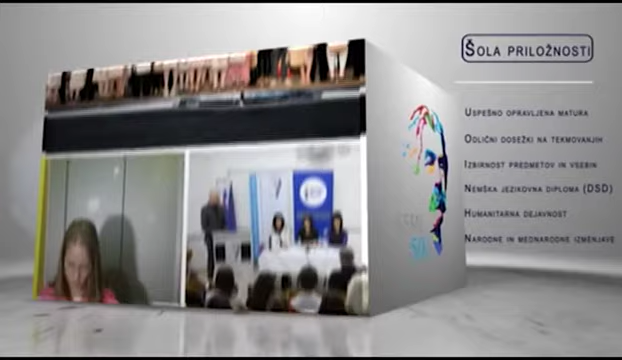 ŠOLA PRILOŽNOSTI
USPEŠNO OPRAVLJENA MATURA
ODLIČNI DOSEŽKI NA TEKMOVANJIH
IZBIRNOST PREDMETOV IN VSEBIN
NEMŠKA JEZIKOVNA DIPLOMA (DSD)
HUMANITARNA DEJAVNOST
NARODNE IN MEDNARODNE IZMENJAVE